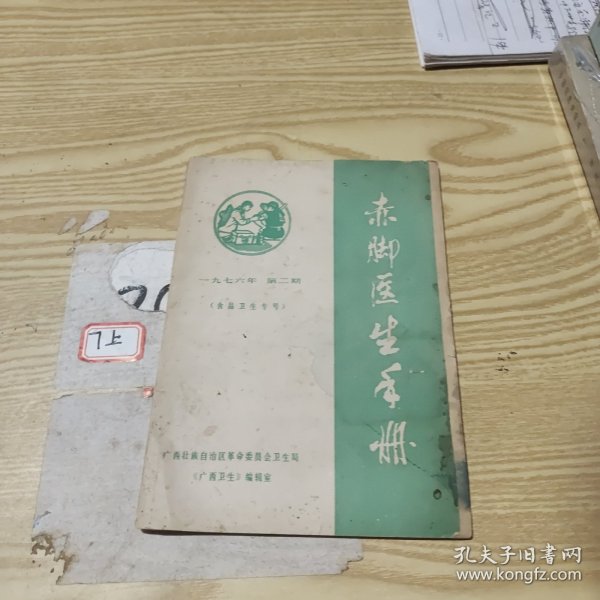 赤脚医生手册
一九七六年 第二期
（食品卫生专号）
广西壮族自治区革命委员会卫生局
《广西卫生》编辑室
7上
孔夫子旧书网
www.kongfz.com